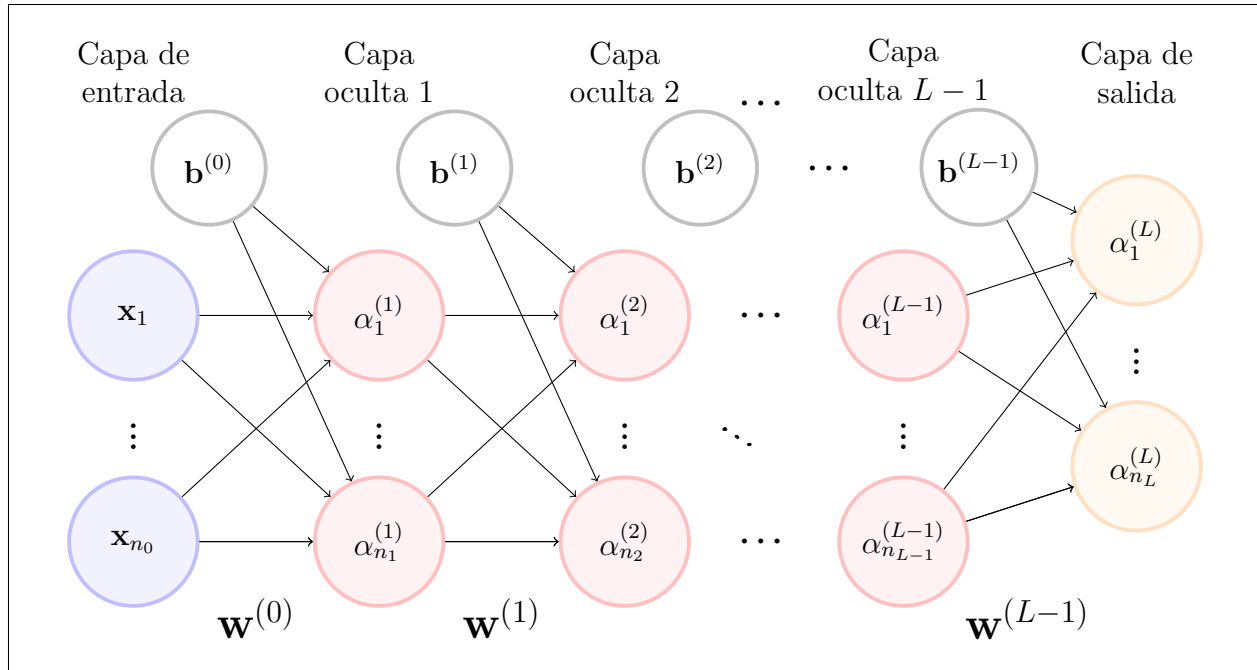 Capa de
entrada
Capa
oculta 1
Capa
oculta 2
...
Capa
oculta L − 1
Capa de
salida
b^(0)
b^(1)
b^(2)
...
b^(L−1)
α_1^(L)
x_1
α_1^(1)
α_1^(2)
...
α_1^(L−1)
⋮
⋮
⋮
⋮
⋱
⋮
α_{n_L}^(L)
x_{n_0}
α_{n_1}^(1)
α_{n_2}^(2)
...
α_{n_{L−1}}^(L−1)
w^(0)
w^(1)
w^(L−1)